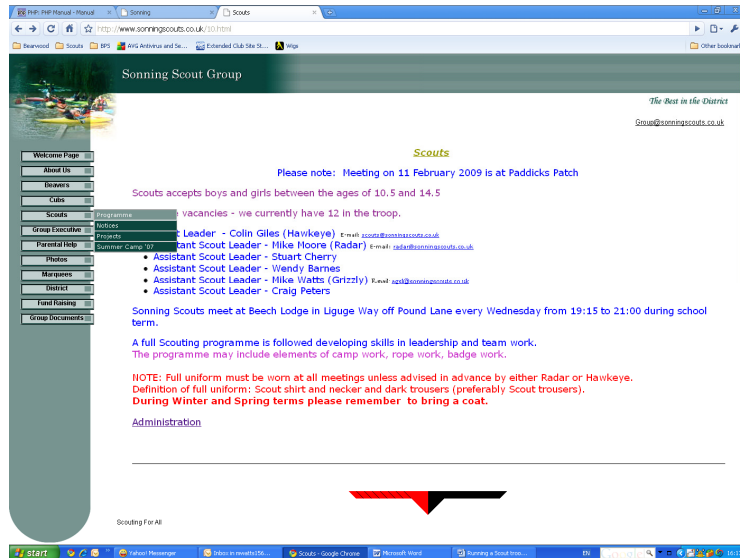 PHP: PHP Manual - Manual
Sonning
Scouts
http://www.sonningscouts.co.uk/10.html
Bearwood
Scouts
BPS
AVG Antivirus and Se...
Extended Club Site St...
Wigs
Other bookmark
Sonning Scout Group
The Best in the District
Group@sonningscouts.co.uk
Welcome Page
About Us
Beavers
Cubs
Scouts
Group Executive
Parental Help
Photos
Marquees
District
Fund Raising
Group Documents
Programme
Notices
Projects
Summer Camp '07
Scouts
Please note: Meeting on 11 February 2009 is at Paddicks Patch
Scouts accepts boys and girls between the ages of 10.5 and 14.5
vacancies - we currently have 12 in the troop.
Leader - Colin Giles (Hawkeye) E-mail: scouts@sonningscouts.co.uk
Assistant Scout Leader - Mike Moore (Radar) E-mail: radar@sonningscouts.co.uk
Assistant Scout Leader - Stuart Cherry
Assistant Scout Leader - Wendy Barnes
Assistant Scout Leader - Mike Watts (Grizzly) E-mail: agsl@sonningscouts.co.uk
Assistant Scout Leader - Craig Peters
Sonning Scouts meet at Beech Lodge in Liguge Way off Pound Lane every Wednesday from 19:15 to 21:00 during school
term.
A full Scouting programme is followed developing skills in leadership and team work.
The programme may include elements of camp work, rope work, badge work.
NOTE: Full uniform must be worn at all meetings unless advised in advance by either Radar or Hawkeye.
Definition of full uniform: Scout shirt and necker and dark trousers (preferably Scout trousers).
During Winter and Spring terms please remember to bring a coat.
Administration
Scouting For All
start
Yahoo! Messenger
Inbox in mwatts156...
Scouts - Google Chrome
Microsoft Word
Running a Scout troo...
EN